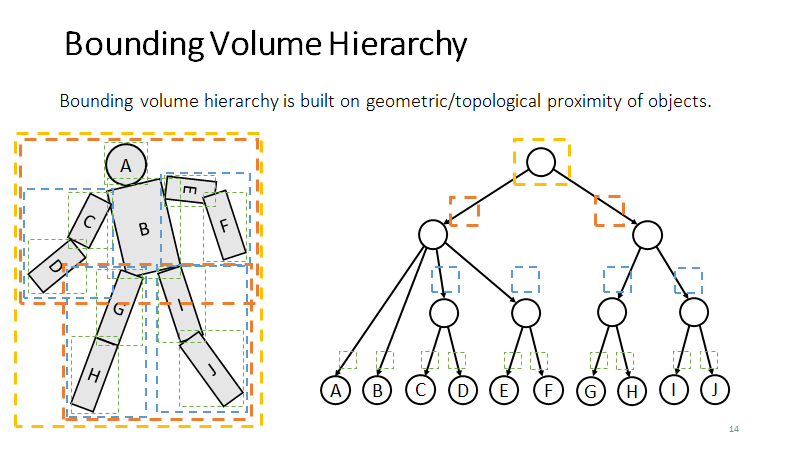 Bounding Volume Hierarchy
Bounding volume hierarchy is built on geometric/topological proximity of objects.
A
E
C
B
F
D
G
I
H
J
A B C D E F G H I J
14